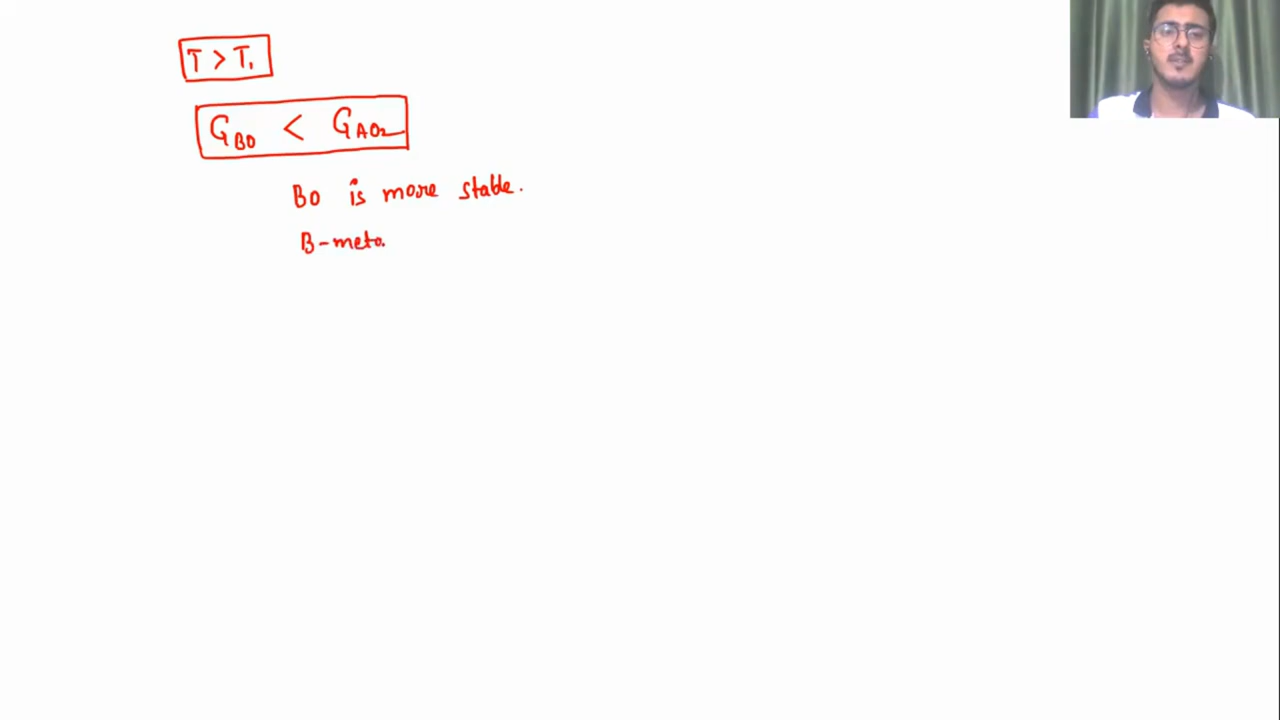 T > T₁
G_BO < G_AO₂
BO is more stable.
B-meta